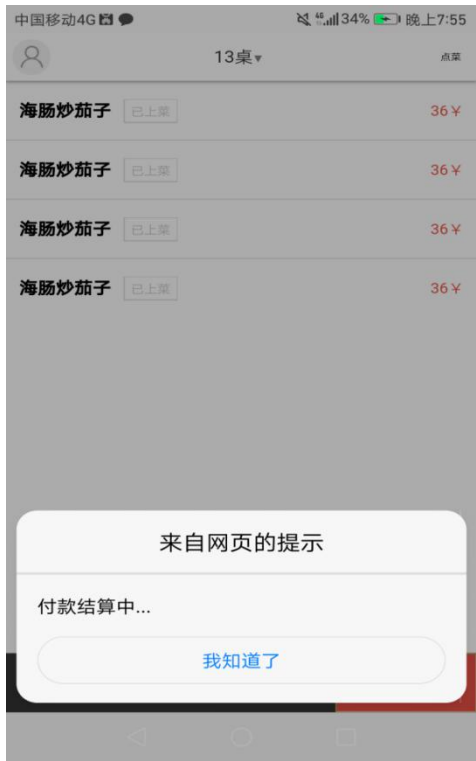 中国移动4G 34% 晚上7:55
13桌▾ 点菜
海肠炒茄子 已上菜 36¥
海肠炒茄子 已上菜 36¥
海肠炒茄子 已上菜 36¥
海肠炒茄子 已上菜 36¥
来自网页的提示
付款结算中...
我知道了